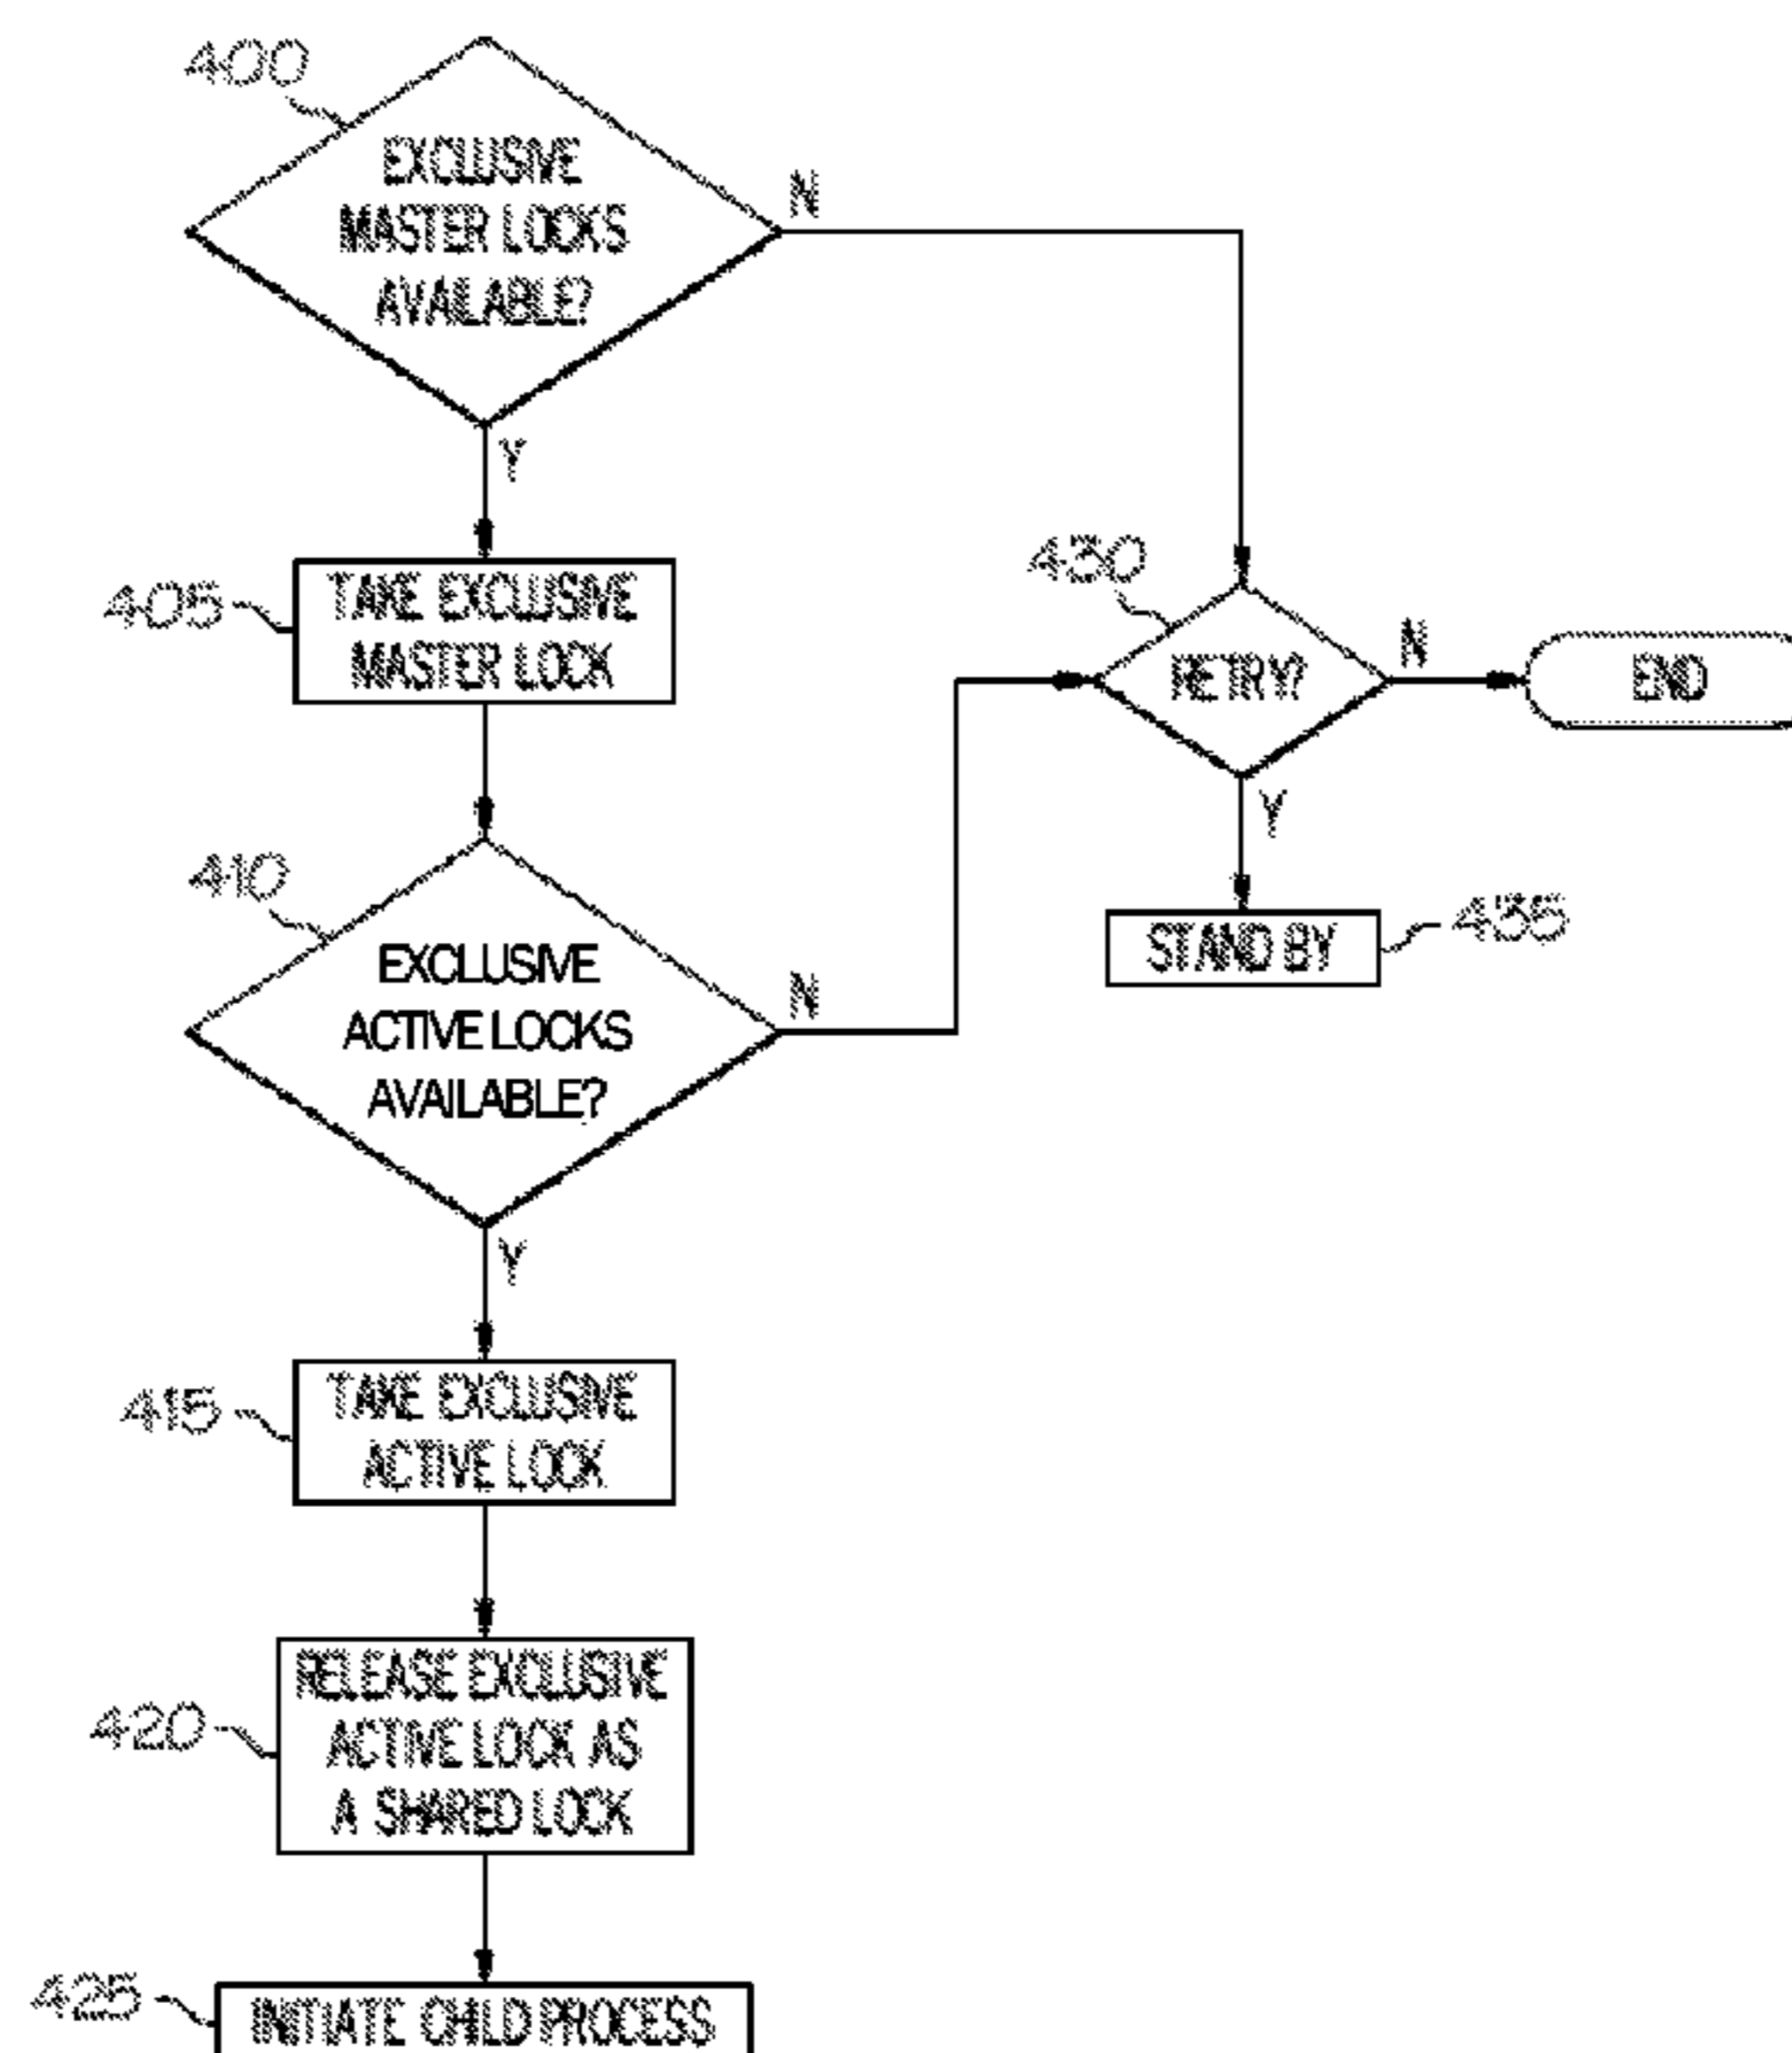 400
EXCLUSIVE
MASTER LOCKS
AVAILABLE?
N
Y
405
TAKE EXCLUSIVE
MASTER LOCK
430
RETRY?
N
END
Y
435
STAND BY
410
EXCLUSIVE
ACTIVE LOCKS
AVAILABLE?
N
Y
415
TAKE EXCLUSIVE
ACTIVE LOCK
420
RELEASE EXCLUSIVE
ACTIVE LOCK AS
A SHARED LOCK
425
INITIATE CHILD PROCESS